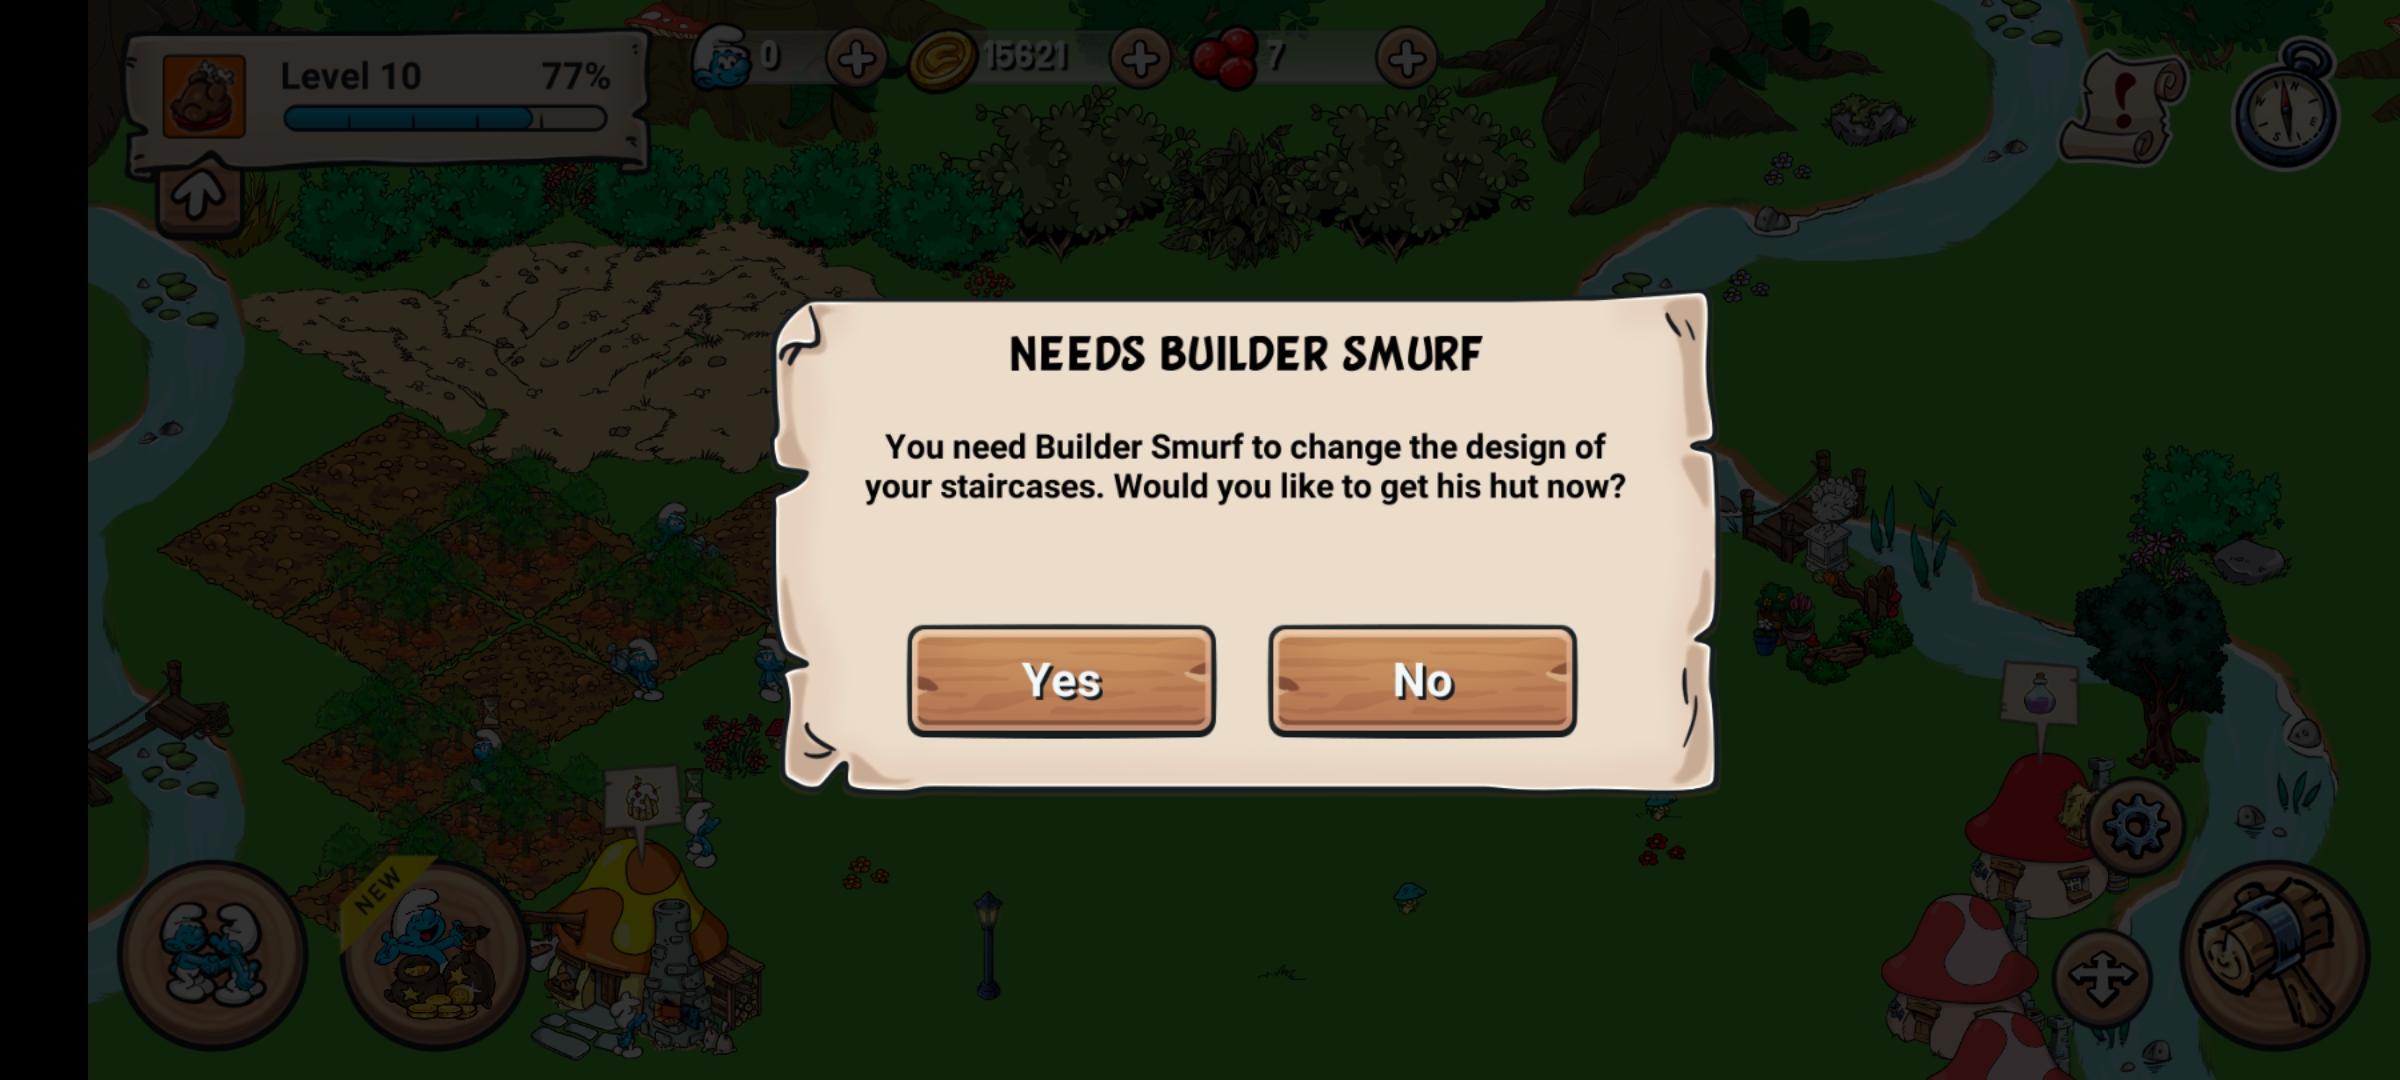 Level 10 77%
0
15621
7
NEEDS BUILDER SMURF
You need Builder Smurf to change the design of
your staircases. Would you like to get his hut now?
Yes
No
NEW